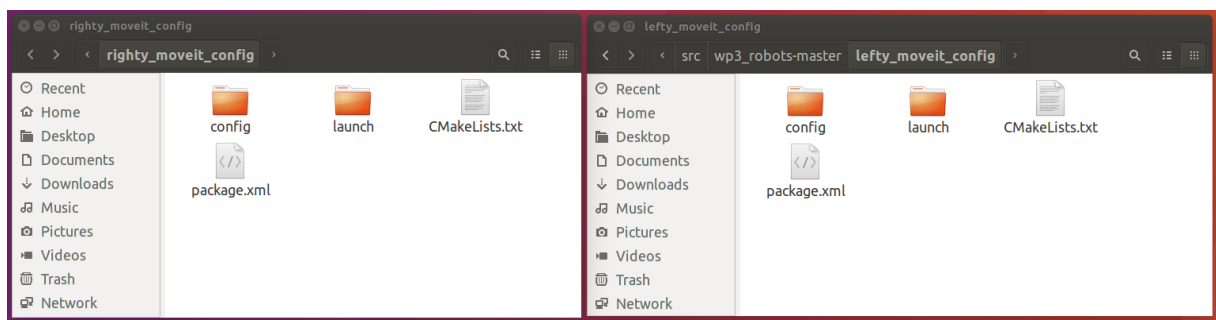 righty_moveit_config
righty_moveit_config
Recent
Home
Desktop
Documents
Downloads
Music
Pictures
Videos
Trash
Network
config
launch
CMakeLists.txt
package.xml
lefty_moveit_config
src wp3_robots-master lefty_moveit_config
Recent
Home
Desktop
Documents
Downloads
Music
Pictures
Videos
Trash
Network
config
launch
CMakeLists.txt
package.xml